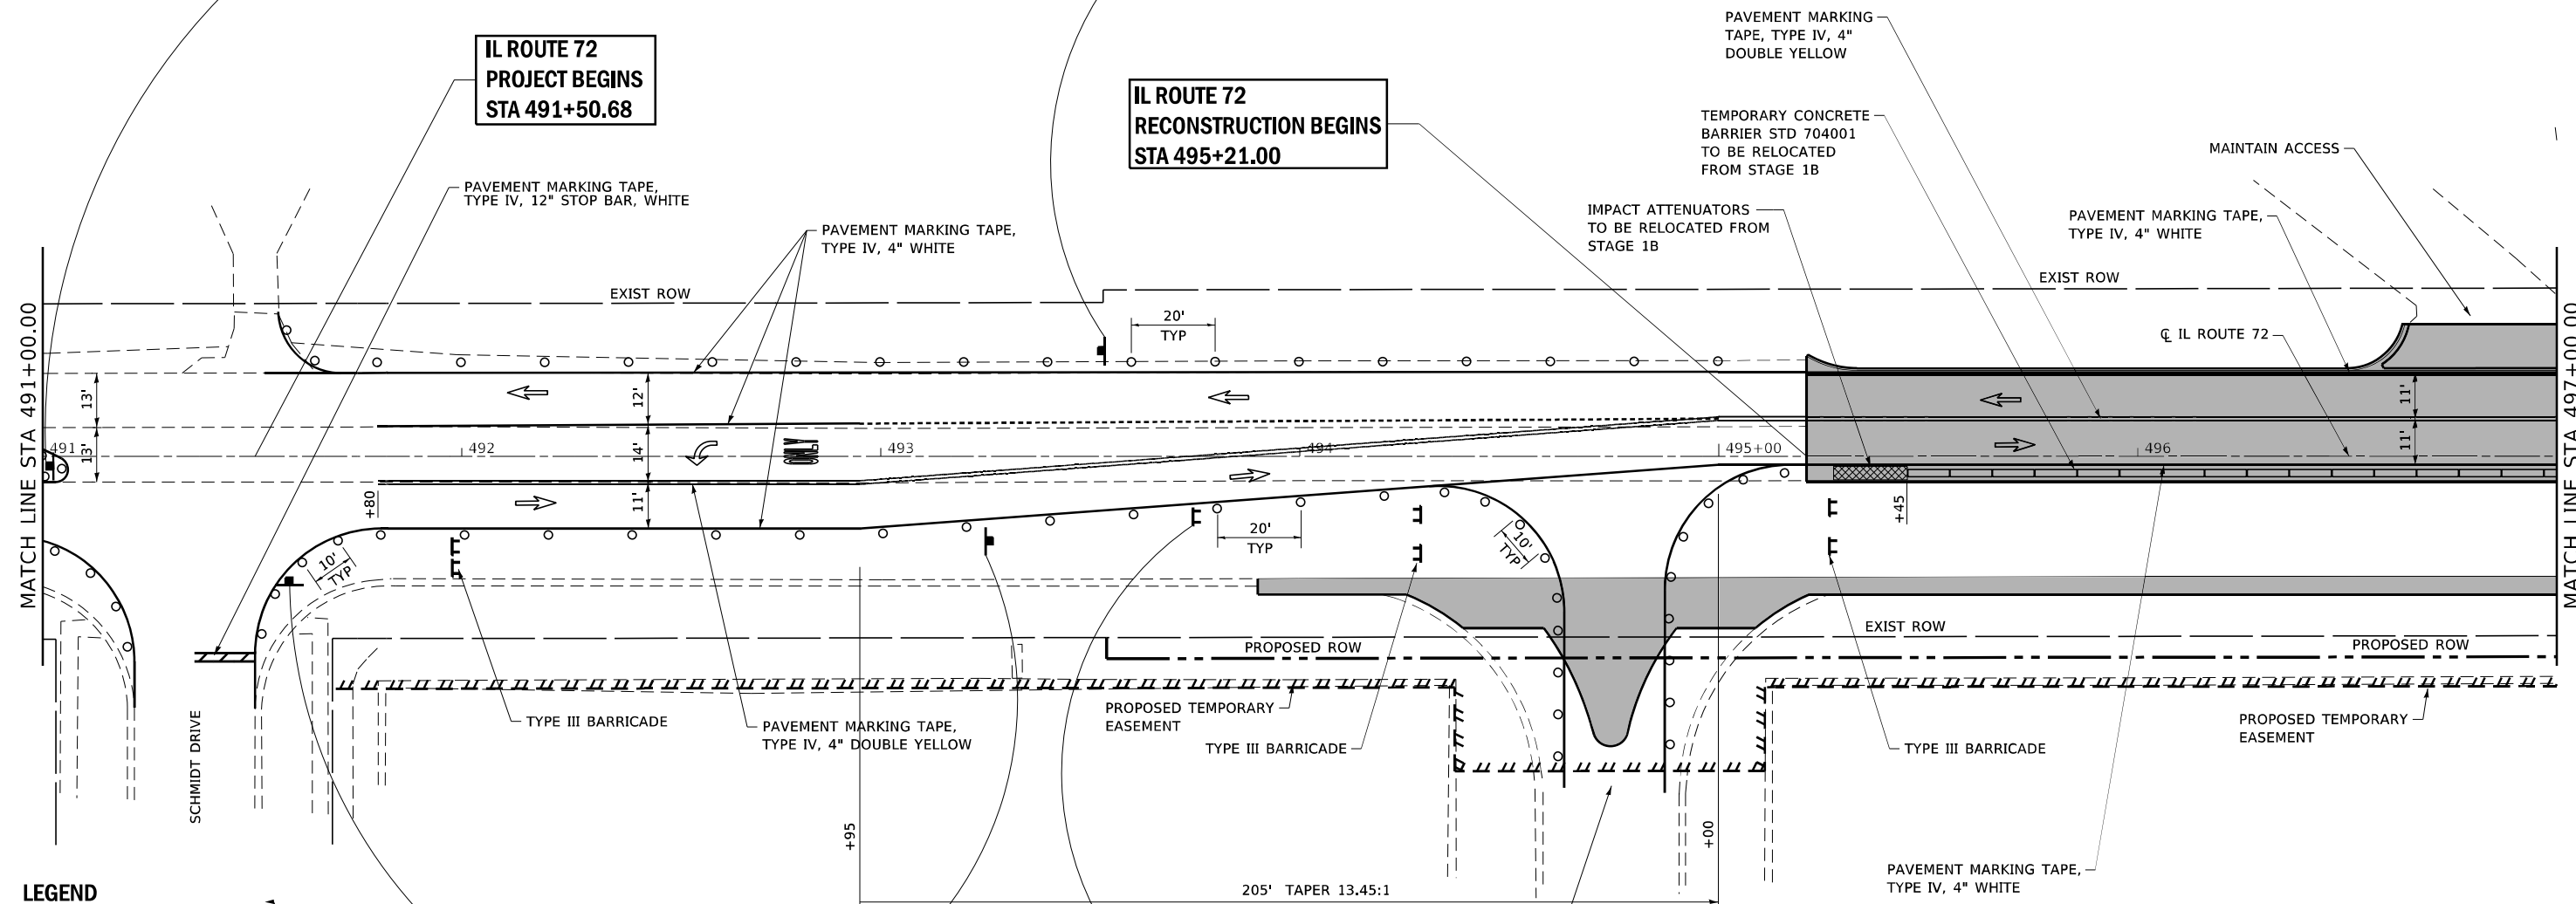 PAVEMENT MARKING
TAPE, TYPE IV, 4"
DOUBLE YELLOW
IL ROUTE 72
PROJECT BEGINS
STA 491+50.68
IL ROUTE 72
RECONSTRUCTION BEGINS
STA 495+21.00
TEMPORARY CONCRETE
BARRIER STD 704001
TO BE RELOCATED
FROM STAGE 1B
MAINTAIN ACCESS
PAVEMENT MARKING TAPE,
TYPE IV, 12" STOP BAR, WHITE
PAVEMENT MARKING TAPE,
TYPE IV, 4" WHITE
IMPACT ATTENUATORS
TO BE RELOCATED FROM
STAGE 1B
PAVEMENT MARKING TAPE,
TYPE IV, 4" WHITE
EXIST ROW
EXIST ROW
20'
TYP
℄ IL ROUTE 72
MATCH LINE STA 491+00.00
MATCH LINE STA 497+00.00
13'
13'
12'
14'
11'
11'
11'
ONLY
491
492
493
494
495+00
496
+80
+45
10'
TYP
20'
TYP
10'
TYP
EXIST ROW
PROPOSED ROW
PROPOSED ROW
SCHMIDT DRIVE
TYPE III BARRICADE
PAVEMENT MARKING TAPE,
TYPE IV, 4" DOUBLE YELLOW
PROPOSED TEMPORARY
EASEMENT
TYPE III BARRICADE
TYPE III BARRICADE
PROPOSED TEMPORARY
EASEMENT
+95
+00
205' TAPER 13.45:1
PAVEMENT MARKING TAPE,
TYPE IV, 4" WHITE
LEGEND